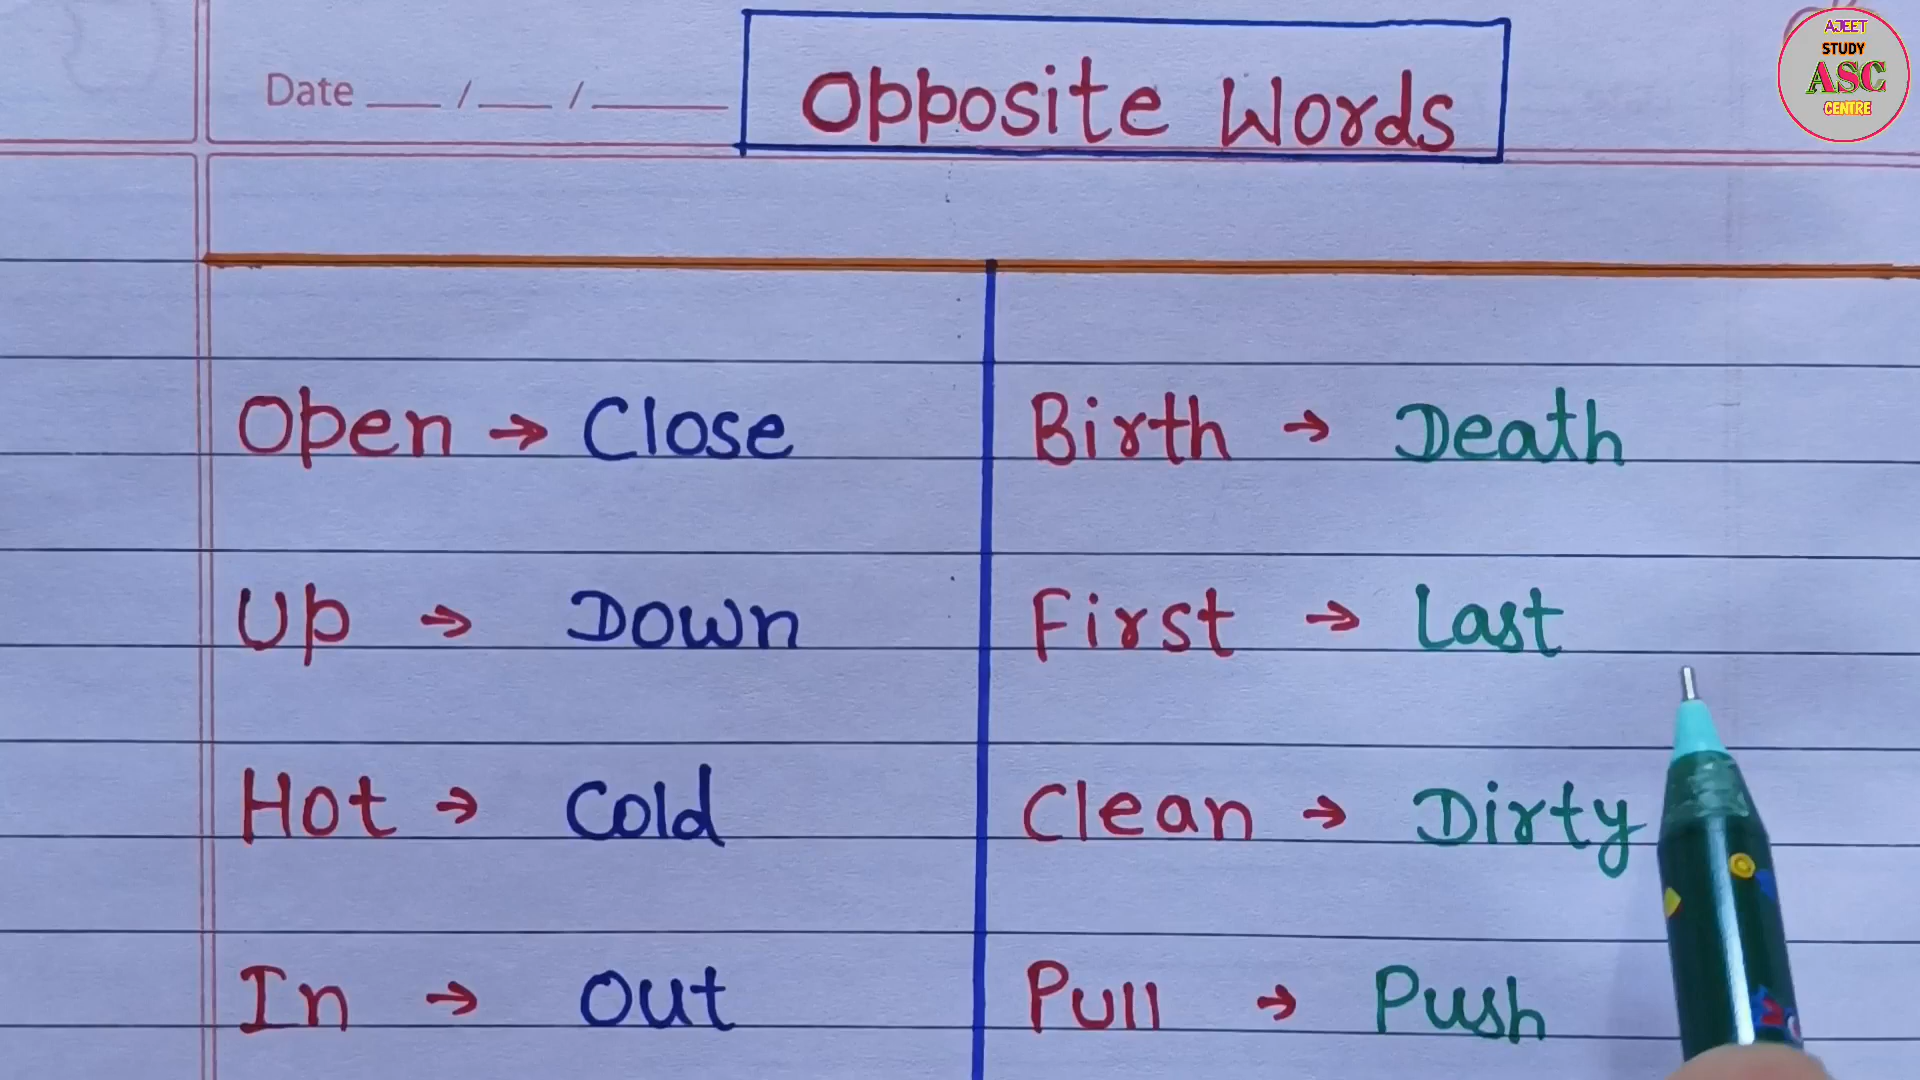 Date __ / __ / ____
Opposite Words
AJEET
STUDY
ASC
CENTRE
Open → Close
Up → Down
Hot → Cold
In → Out
Birth → Death
First → Last
Clean → Dirty
Pull → Push